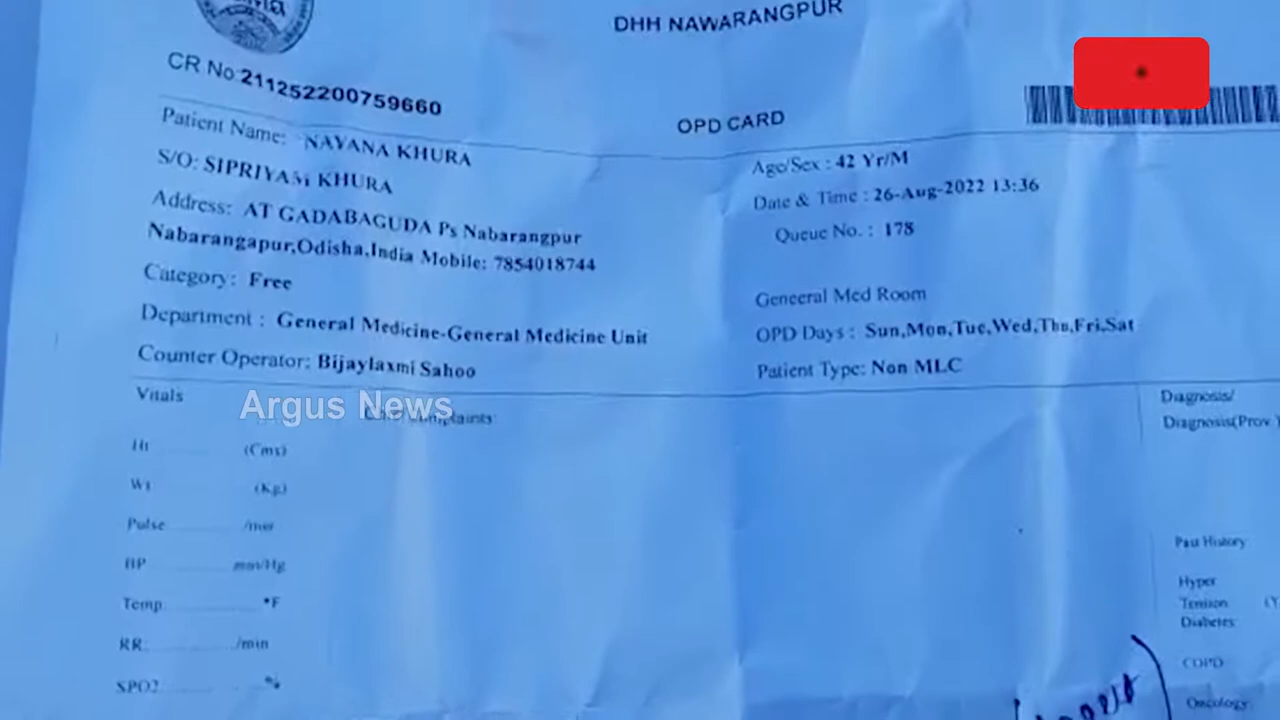 DHH NAWARANGPUR
CR No:211252200759660
OPD CARD
Patient Name: NAYANA KHURA
S/O: SIPRIYAM KHURA
Address: AT GADABAGUDA Ps Nabarangpur
Nabarangapur,Odisha,India Mobile: 7854018744
Category: Free
Department : General Medicine-General Medicine Unit
Counter Operator: Bijaylaxmi Sahoo
Age/Sex : 42 Yr/M
Date & Time : 26-Aug-2022 13:36
Queue No. : 178
Geneeral Med Room
OPD Days : Sun,Mon,Tue,Wed,Thu,Fri,Sat
Patient Type: Non MLC
Vitals
Argus News
Ht (Cms)
Wt (Kg)
Pulse
BP mm/Hg
Temp °F
RR /min
SPO2 %
Diagnosis/
Diagnosis(Prov
Past History
Hyper
Tension (Y
Diabetes
COPD
Oncology